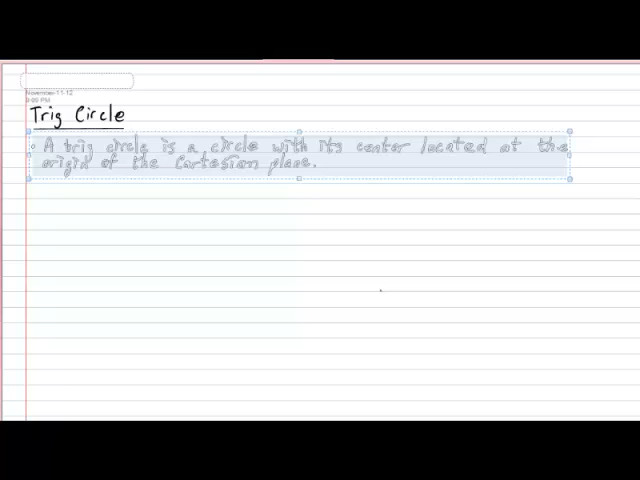 November-11-12
Trig Circle
A trig circle is a circle with its center located at the
origin of the Cartesian plane.